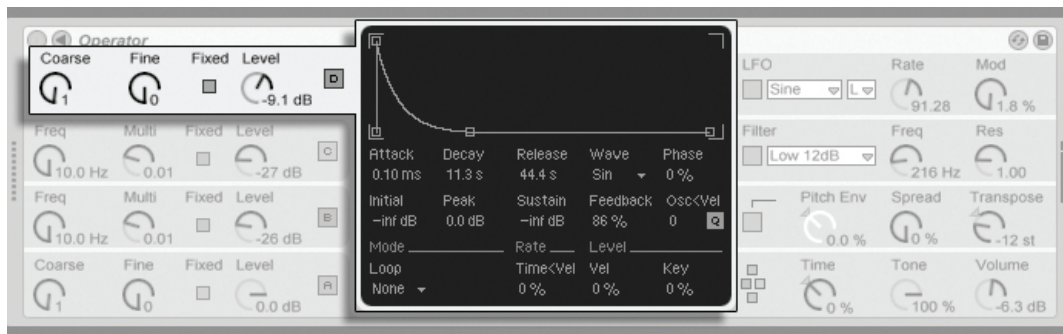 Operator
Coarse Fine Fixed Level
1 0 -9.1 dB D
Freq Multi Fixed Level
10.0 Hz 0.01 -27 dB C
Freq Multi Fixed Level
10.0 Hz 0.01 -26 dB B
Coarse Fine Fixed Level
1 0 0.0 dB A
Attack Decay Release Wave Phase
0.10 ms 11.3 s 44.4 s Sin 0 %
Initial Peak Sustain Feedback Osc<Vel
-inf dB 0.0 dB -inf dB 86 % 0 Q
Mode Rate Level
Loop Time<Vel Vel Key
None 0 % 0 % 0 %
LFO Rate Mod
Sine L 91.28 1.8 %
Filter Freq Res
Low 12dB 216 Hz 1.00
Pitch Env Spread Transpose
0.0 % 0 % -12 st
Time Tone Volume
0 % 100 % -6.3 dB